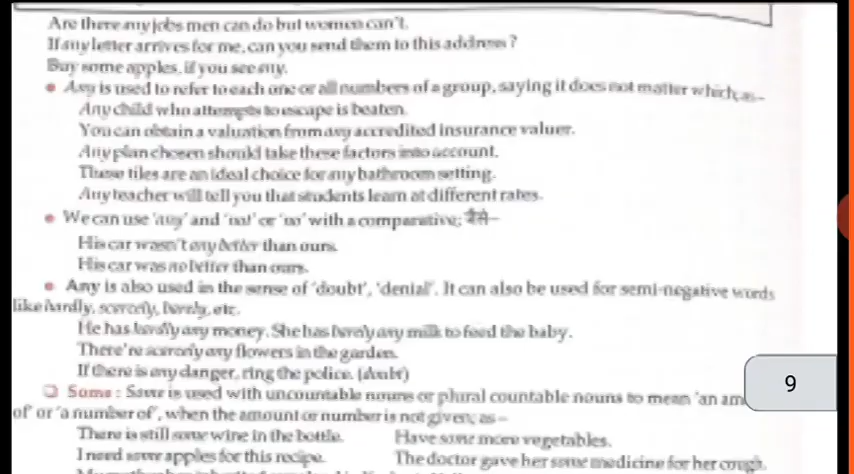 Are there any jobs men can do but women can't.
If any letter arrives for me, can you send them to this address?
Buy some apples, if you see any.
• Any is used to refer to each one or all numbers of a group, saying it does not matter which; as–
Any child who attempts to escape is beaten.
You can obtain a valuation from any accredited insurance valuer.
Any plan chosen should take these factors into account.
These tiles are an ideal choice for any bathroom setting.
Any teacher will tell you that students learn at different rates.
• We can use 'any' and 'not' or 'no' with a comparative; जैसे–
His car wasn't any better than ours.
His car was no better than ours.
• Any is also used in the sense of 'doubt', 'denial'. It can also be used for semi-negative words
like hardly, scarcely, barely, etc.
He has hardly any money. She has barely any milk to feed the baby.
There're scarcely any flowers in the garden.
If there is any danger, ring the police. (doubt)
❑ Some : Some is used with uncountable nouns or plural countable nouns to mean 'an am
of' or 'a number of', when the amount or number is not given; as –
There is still some wine in the bottle. Have some more vegetables.
I need some apples for this recipe. The doctor gave her some medicine for her cough.
9